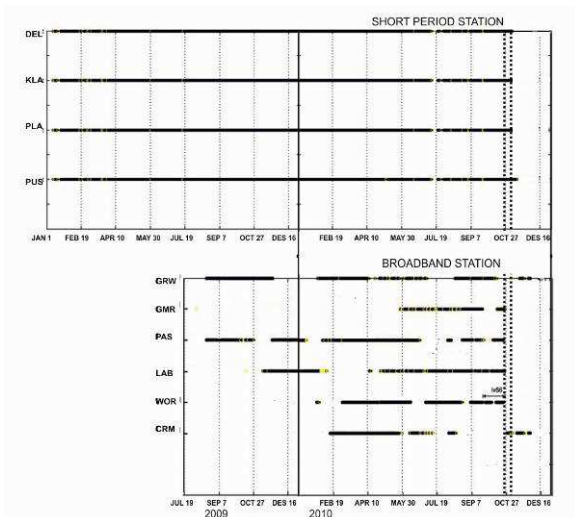 SHORT PERIOD STATION
DEL
KLA
PLA
PUS
JAN 1 FEB 19 APR 10 MAY 30 JUL 19 SEP 7 OCT 27 DES 16 FEB 19 APR 10 MAY 30 JUL 19 SEP 7 OCT 27 DES 16
BROADBAND STATION
GRW
GMR
PAS
LAB
WOR
CRM
JUL 19 SEP 7 OCT 27 DES 16 FEB 19 APR 10 MAY 30 JUL 19 SEP 7 OCT 27 DES 16
2009 2010